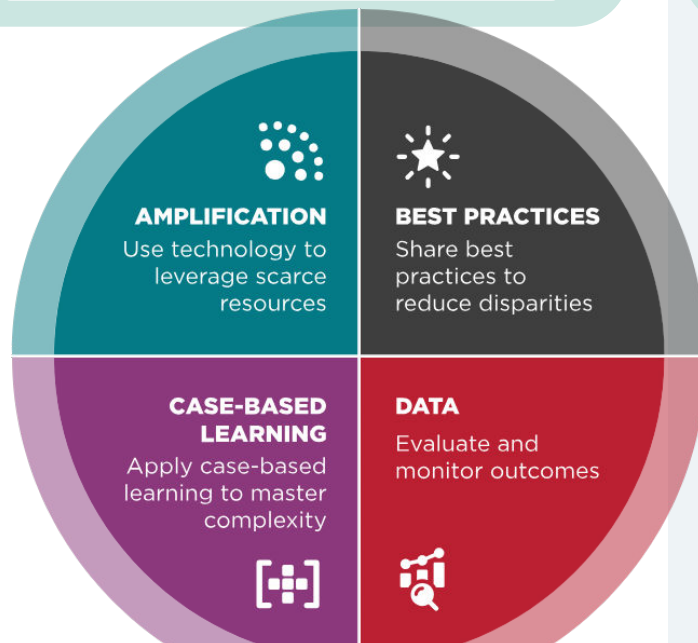 AMPLIFICATION
Use technology to
leverage scarce
resources
BEST PRACTICES
Share best
practices to
reduce disparities
CASE-BASED
LEARNING
Apply case-based
learning to master
complexity
DATA
Evaluate and
monitor outcomes